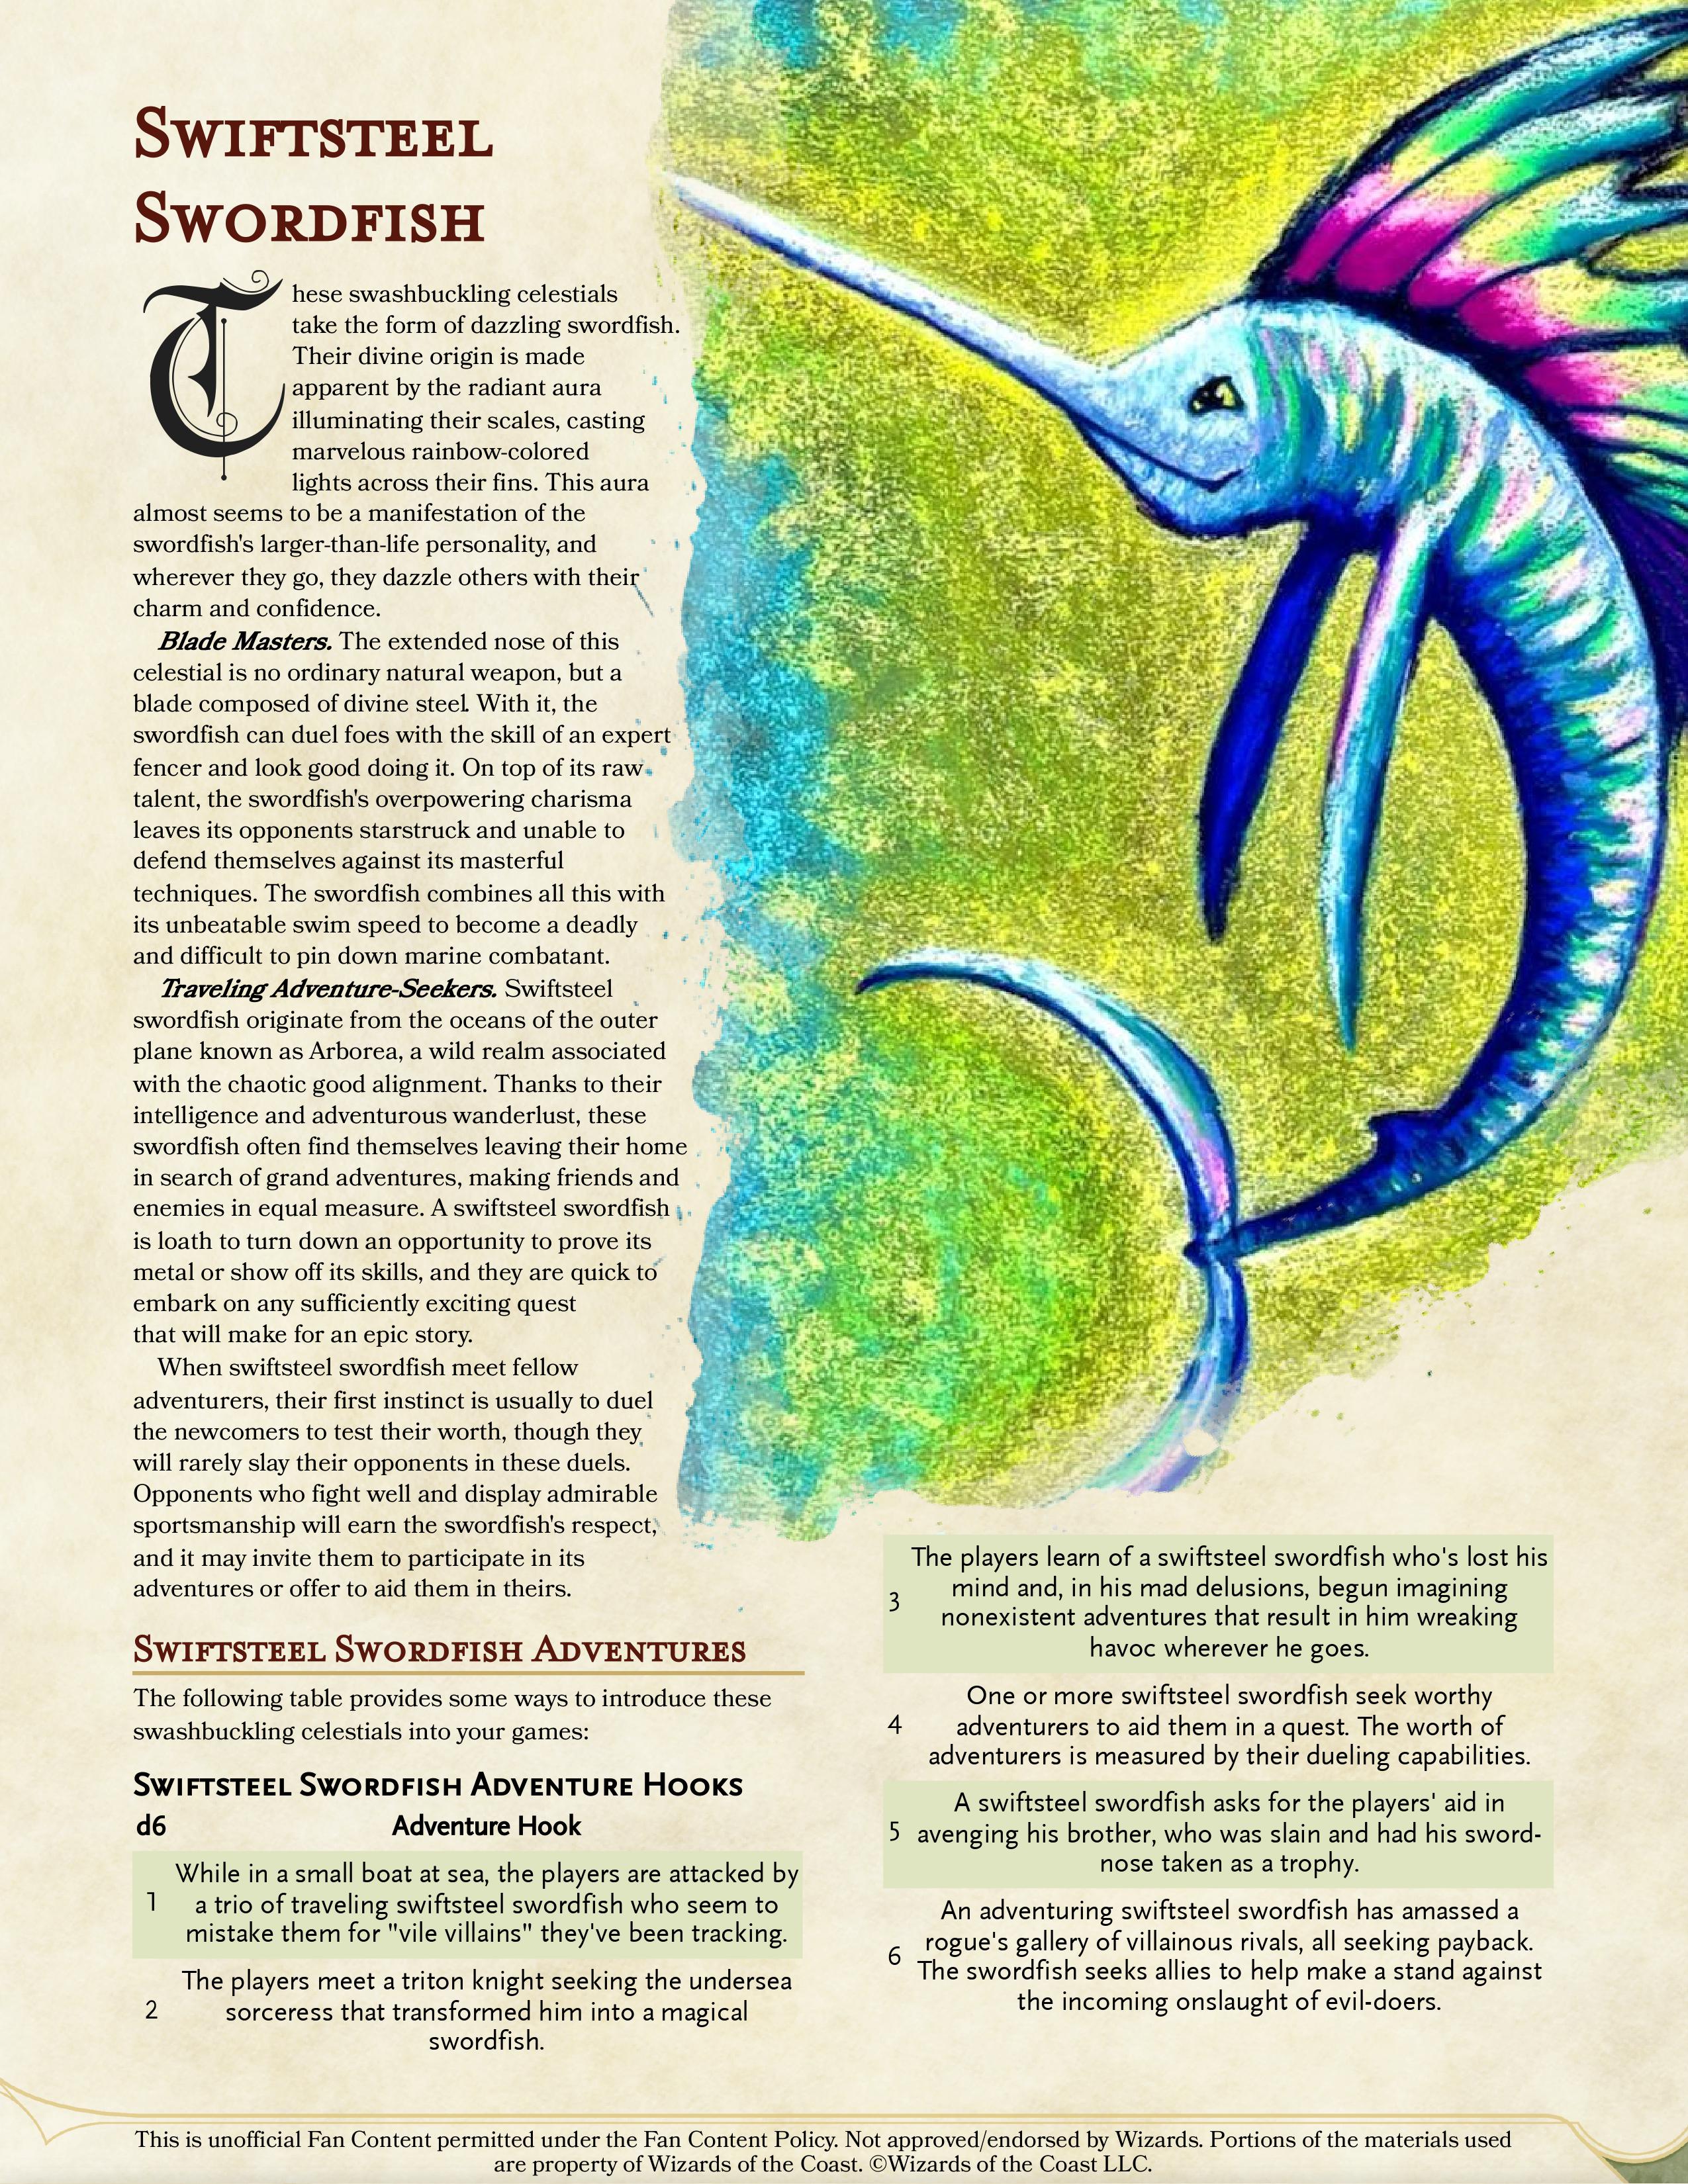 Swiftsteel
Swordfish
These swashbuckling celestials
take the form of dazzling swordfish.
Their divine origin is made
apparent by the radiant aura
illuminating their scales, casting
marvelous rainbow-colored
lights across their fins. This aura
almost seems to be a manifestation of the
swordfish's larger-than-life personality, and
wherever they go, they dazzle others with their
charm and confidence.
Blade Masters. The extended nose of this
celestial is no ordinary natural weapon, but a
blade composed of divine steel. With it, the
swordfish can duel foes with the skill of an expert
fencer and look good doing it. On top of its raw
talent, the swordfish's overpowering charisma
leaves its opponents starstruck and unable to
defend themselves against its masterful
techniques. The swordfish combines all this with
its unbeatable swim speed to become a deadly
and difficult to pin down marine combatant.
Traveling Adventure-Seekers. Swiftsteel
swordfish originate from the oceans of the outer
plane known as Arborea, a wild realm associated
with the chaotic good alignment. Thanks to their
intelligence and adventurous wanderlust, these
swordfish often find themselves leaving their home
in search of grand adventures, making friends and
enemies in equal measure. A swiftsteel swordfish
is loath to turn down an opportunity to prove its
metal or show off its skills, and they are quick to
embark on any sufficiently exciting quest
that will make for an epic story.
When swiftsteel swordfish meet fellow
adventurers, their first instinct is usually to duel
the newcomers to test their worth, though they
will rarely slay their opponents in these duels.
Opponents who fight well and display admirable
sportsmanship will earn the swordfish's respect,
and it may invite them to participate in its
adventures or offer to aid them in theirs.
Swiftsteel Swordfish Adventures
The following table provides some ways to introduce these
swashbuckling celestials into your games:
Swiftsteel Swordfish Adventure Hooks
d6 Adventure Hook
While in a small boat at sea, the players are attacked by
1 a trio of traveling swiftsteel swordfish who seem to
mistake them for "vile villains" they've been tracking.
The players meet a triton knight seeking the undersea
2 sorceress that transformed him into a magical
swordfish.
The players learn of a swiftsteel swordfish who's lost his
mind and, in his mad delusions, begun imagining
3 nonexistent adventures that result in him wreaking
havoc wherever he goes.
One or more swiftsteel swordfish seek worthy
4 adventurers to aid them in a quest. The worth of
adventurers is measured by their dueling capabilities.
A swiftsteel swordfish asks for the players' aid in
5 avenging his brother, who was slain and had his sword-
nose taken as a trophy.
An adventuring swiftsteel swordfish has amassed a
rogue's gallery of villainous rivals, all seeking payback.
6 The swordfish seeks allies to help make a stand against
the incoming onslaught of evil-doers.
This is unofficial Fan Content permitted under the Fan Content Policy. Not approved/endorsed by Wizards. Portions of the materials used
are property of Wizards of the Coast. ©Wizards of the Coast LLC.